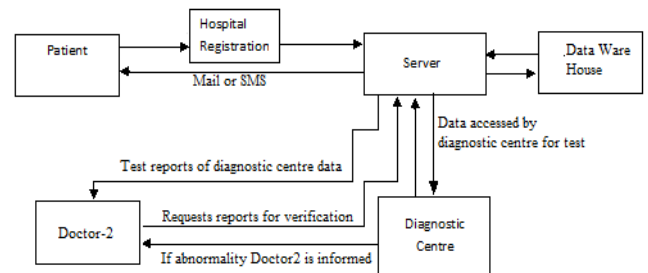 Hospital
Registration
Patient
Server
.Data Ware
House
Mail or SMS
Data accessed by
diagnostic centre for test
Test reports of diagnostic centre data
Requests reports for verification
Doctor-2
Diagnostic
Centre
If abnormality Doctor2 is informed